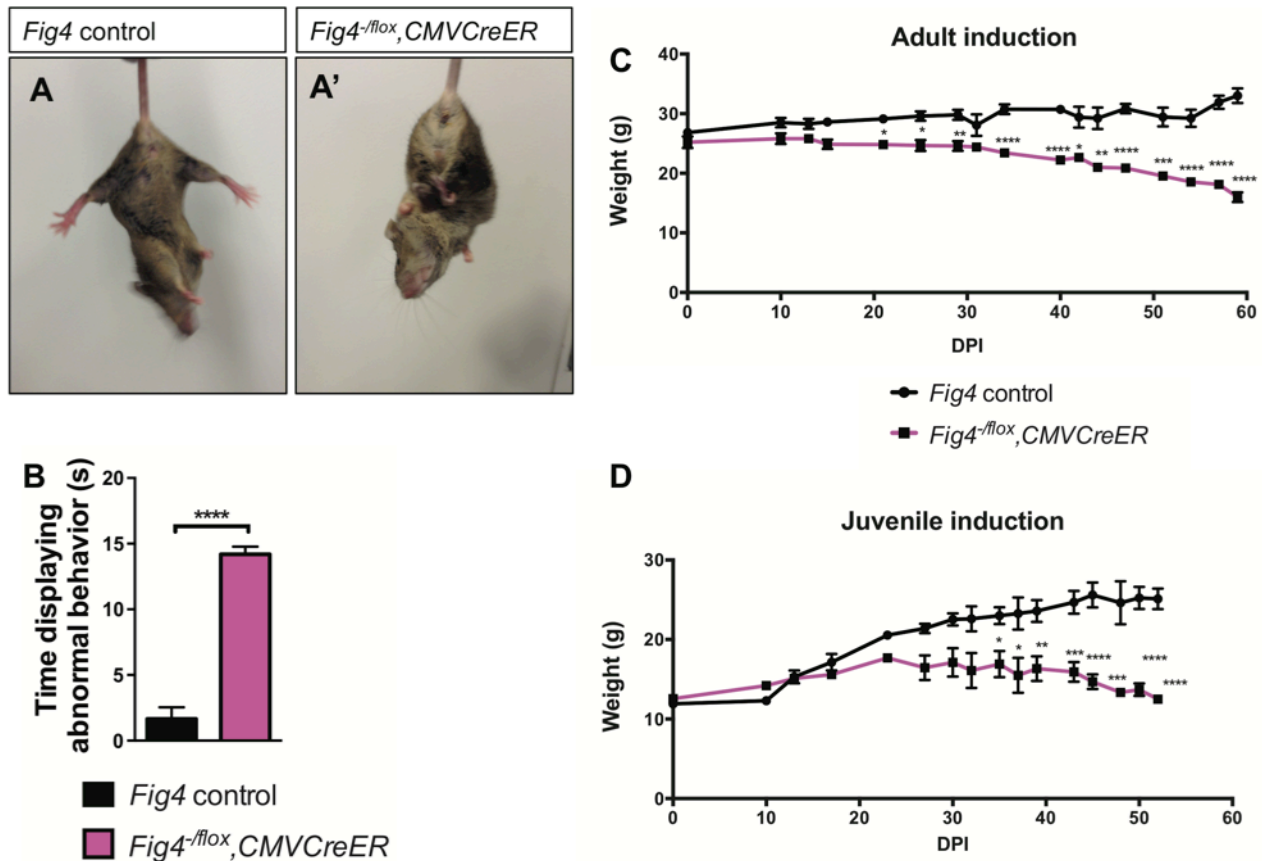 Fig4 control
Fig4-/flox,CMVCreER
A
A'
B
Time displaying
abnormal behavior (s)
20
15
10
5
0
****
Fig4 control
Fig4-/flox,CMVCreER
C
Adult induction
Weight (g)
40
30
20
10
0
* * ** **** **** * ** **** *** **** **** ****
0 10 20 30 40 50 60
DPI
Fig4 control
Fig4-/flox,CMVCreER
D
Juvenile induction
Weight (g)
30
20
10
0
* * ** *** **** *** **** ****
0 10 20 30 40 50 60
DPI